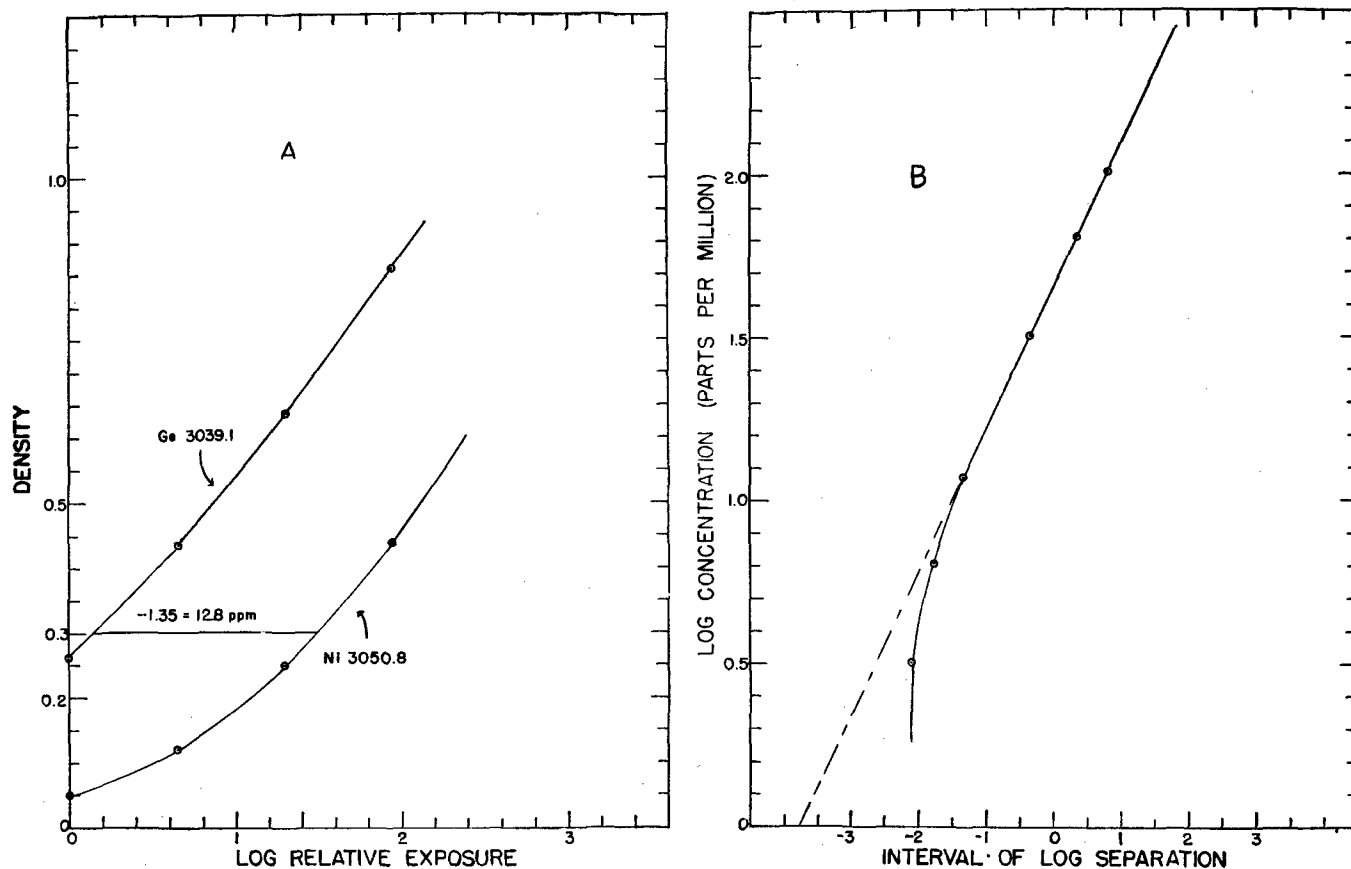 A
DENSITY
1.0
0.5
0.3
0.2
0
Ge 3039.1
-1.35 = 12.8 ppm
Ni 3050.8
0 1 2 3
LOG RELATIVE EXPOSURE
B
LOG CONCENTRATION (PARTS PER MILLION)
2.0
1.5
1.0
0.5
0
-3 -2 -1 0 1 2 3
INTERVAL OF LOG SEPARATION